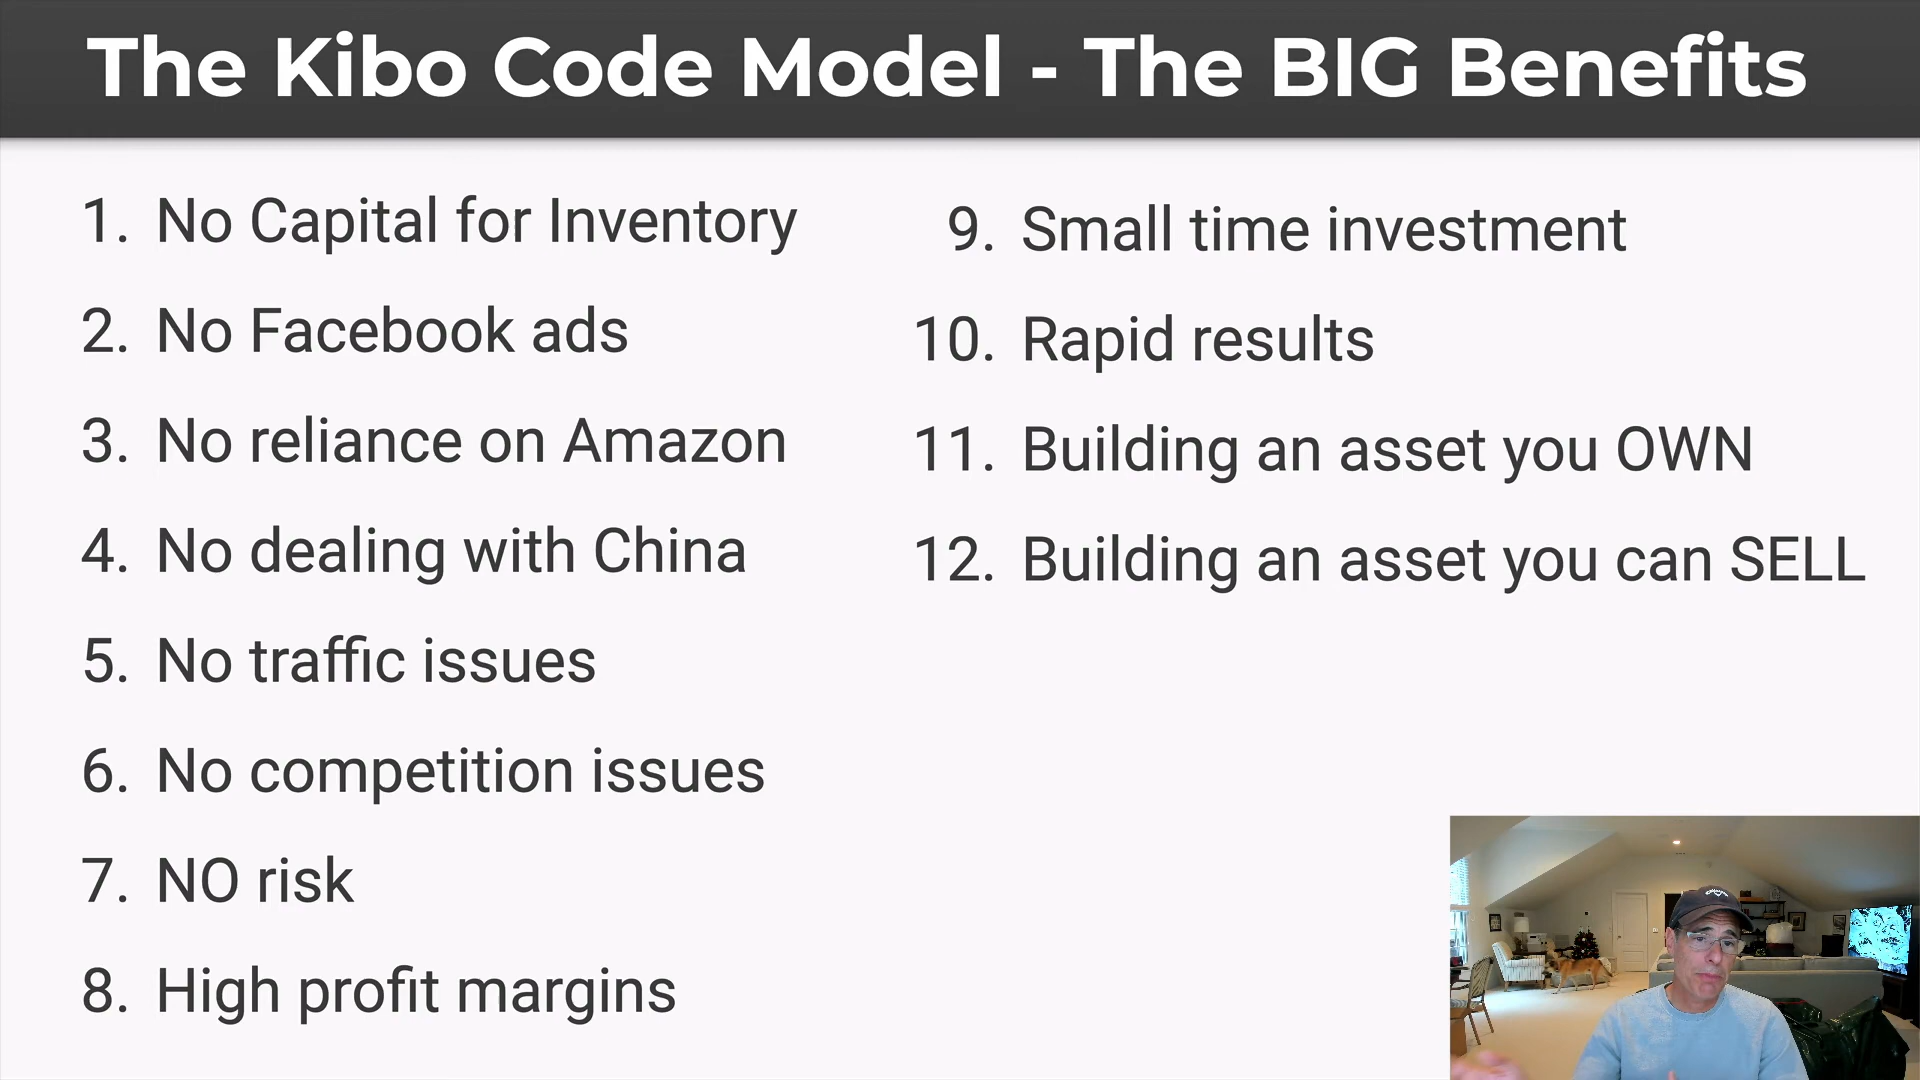 The Kibo Code Model - The BIG Benefits
1. No Capital for Inventory
2. No Facebook ads
3. No reliance on Amazon
4. No dealing with China
5. No traffic issues
6. No competition issues
7. NO risk
8. High profit margins
9. Small time investment
10. Rapid results
11. Building an asset you OWN
12. Building an asset you can SELL